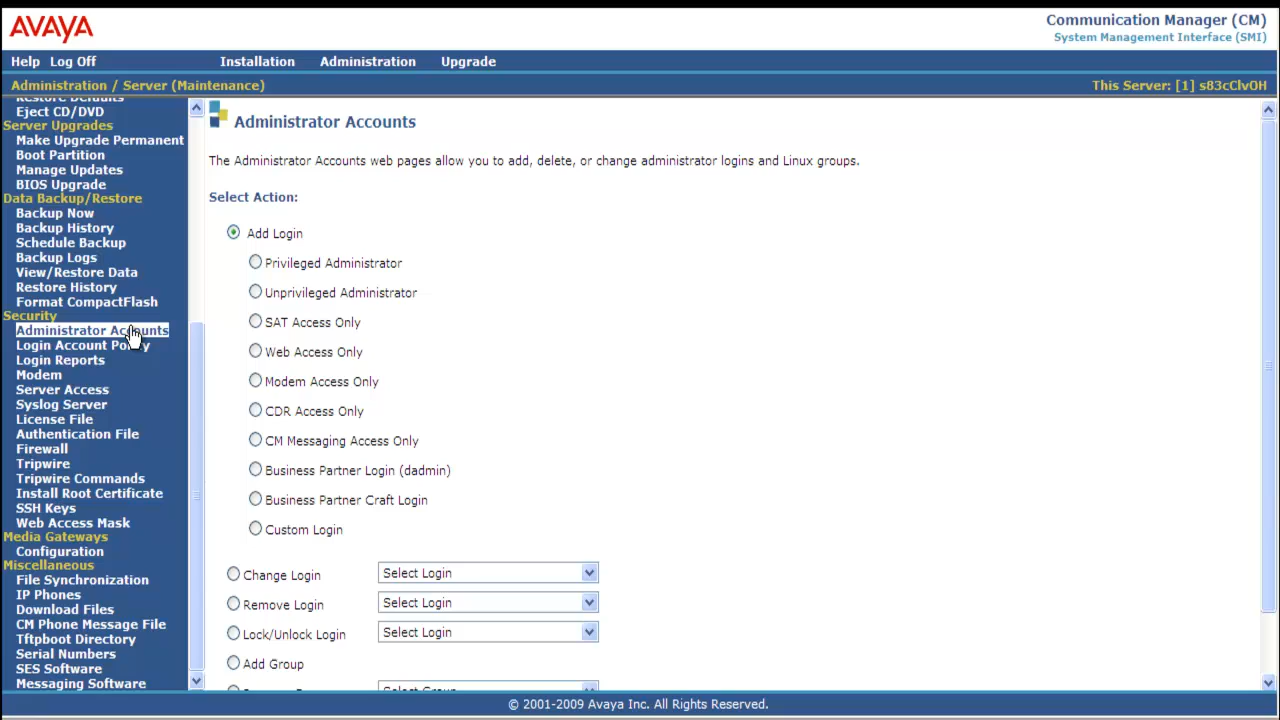 AVAYA
Communication Manager (CM)
System Management Interface (SMI)
Help Log Off Installation Administration Upgrade
Administration / Server (Maintenance) This Server: [1] s83cClvOH
Restore Defaults
Eject CD/DVD
Server Upgrades
Make Upgrade Permanent
Boot Partition
Manage Updates
BIOS Upgrade
Data Backup/Restore
Backup Now
Backup History
Schedule Backup
Backup Logs
View/Restore Data
Restore History
Format CompactFlash
Security
Administrator Accounts
Login Account Policy
Login Reports
Modem
Server Access
Syslog Server
License File
Authentication File
Firewall
Tripwire
Tripwire Commands
Install Root Certificate
SSH Keys
Web Access Mask
Media Gateways
Configuration
Miscellaneous
File Synchronization
IP Phones
Download Files
CM Phone Message File
Tftpboot Directory
Serial Numbers
SES Software
Messaging Software
Administrator Accounts
The Administrator Accounts web pages allow you to add, delete, or change administrator logins and Linux groups.
Select Action:
Add Login
Privileged Administrator
Unprivileged Administrator
SAT Access Only
Web Access Only
Modem Access Only
CDR Access Only
CM Messaging Access Only
Business Partner Login (dadmin)
Business Partner Craft Login
Custom Login
Change Login Select Login
Remove Login Select Login
Lock/Unlock Login Select Login
Add Group
Select Group
© 2001-2009 Avaya Inc. All Rights Reserved.